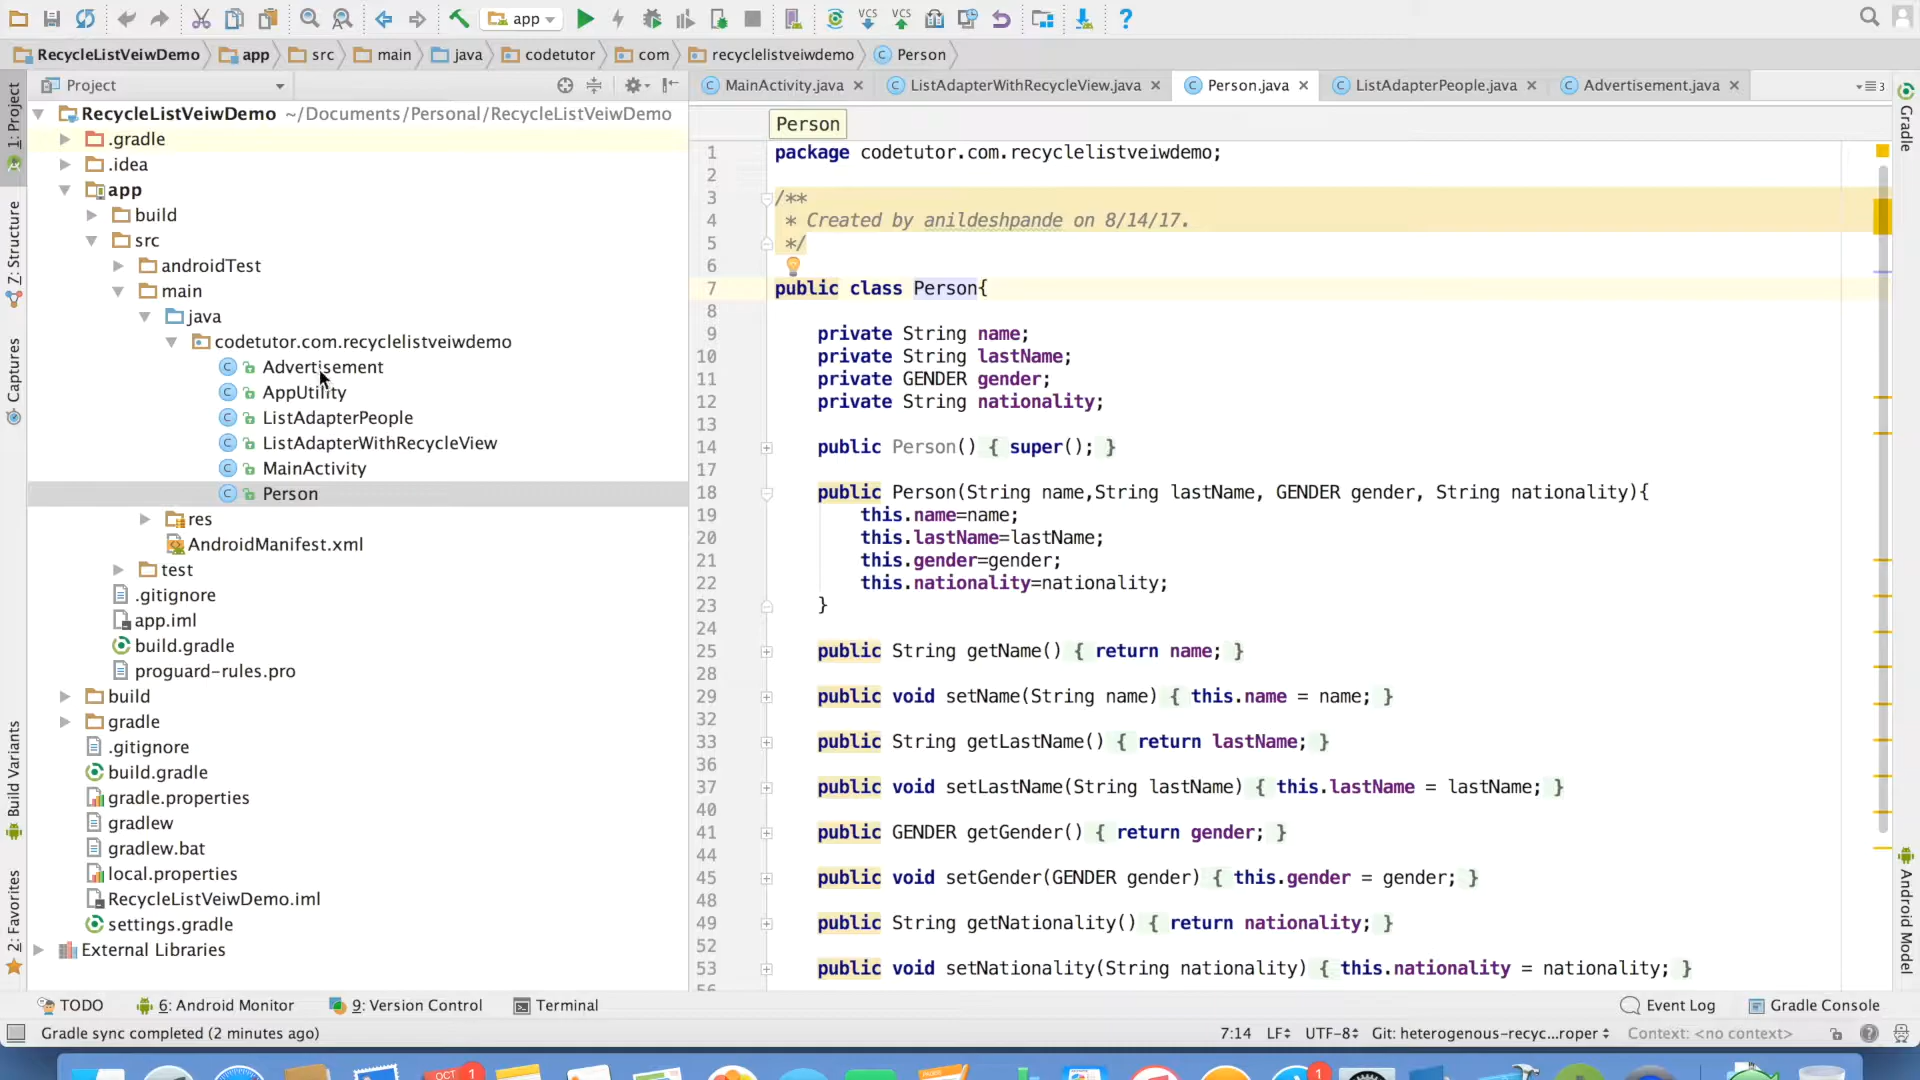 app
RecycleListVeiwDemo app src main java codetutor com recyclelistveiwdemo Person
Project
MainActivity.java ListAdapterWithRecycleView.java Person.java ListAdapterPeople.java Advertisement.java
1: Project
Z: Structure
Captures
Build Variants
2: Favorites
RecycleListVeiwDemo ~/Documents/Personal/RecycleListVeiwDemo
.gradle
.idea
app
build
src
androidTest
main
java
codetutor.com.recyclelistveiwdemo
Advertisement
AppUtility
ListAdapterPeople
ListAdapterWithRecycleView
MainActivity
Person
res
AndroidManifest.xml
test
.gitignore
app.iml
build.gradle
proguard-rules.pro
build
gradle
.gitignore
build.gradle
gradle.properties
gradlew
gradlew.bat
local.properties
RecycleListVeiwDemo.iml
settings.gradle
External Libraries
Person
1 package codetutor.com.recyclelistveiwdemo;
2
3 /**
4 * Created by anildeshpande on 8/14/17.
5 */
6
7 public class Person{
8
9 private String name;
10 private String lastName;
11 private GENDER gender;
12 private String nationality;
13
14 public Person() { super(); }
17
18 public Person(String name,String lastName, GENDER gender, String nationality){
19 this.name=name;
20 this.lastName=lastName;
21 this.gender=gender;
22 this.nationality=nationality;
23 }
24
25 public String getName() { return name; }
28
29 public void setName(String name) { this.name = name; }
32
33 public String getLastName() { return lastName; }
36
37 public void setLastName(String lastName) { this.lastName = lastName; }
40
41 public GENDER getGender() { return gender; }
44
45 public void setGender(GENDER gender) { this.gender = gender; }
48
49 public String getNationality() { return nationality; }
52
53 public void setNationality(String nationality) { this.nationality = nationality; }
56
3
Gradle
Android Model
TODO 6: Android Monitor 9: Version Control Terminal Event Log Gradle Console
Gradle sync completed (2 minutes ago) 7:14 LF UTF-8 Git: heterogenous-recyc...roper Context: <no context>
OCT 1 1